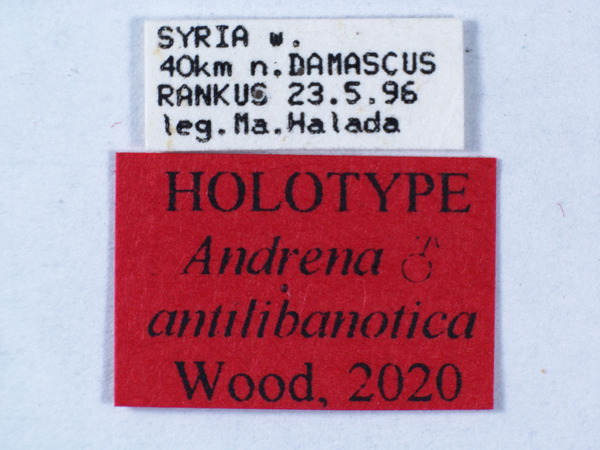 SYRIA w.
40km n.DAMASCUS
RANKUS 23.5.96
leg.Ma.Halada
HOLOTYPE
Andrena ♂
antilibanotica
Wood, 2020